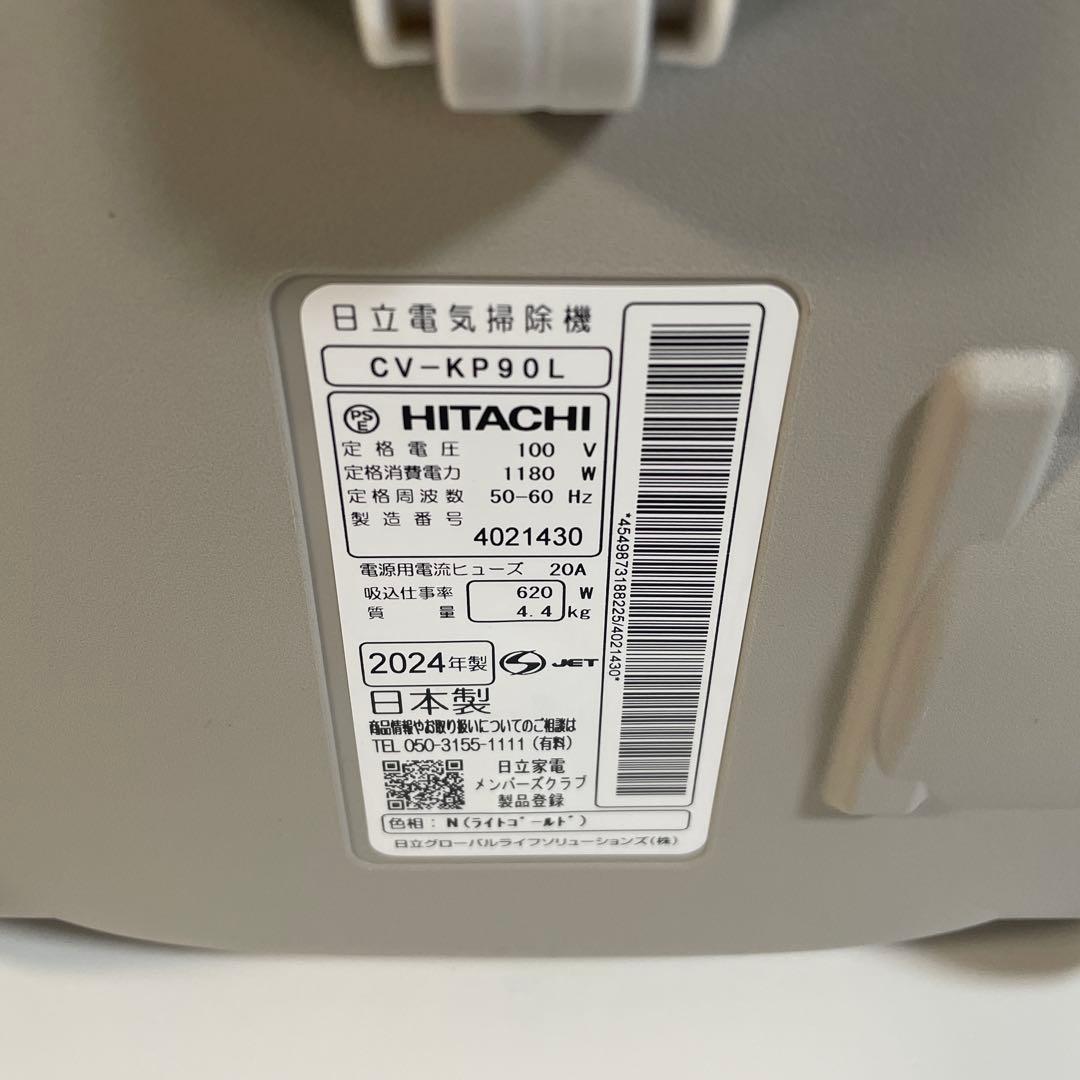 日立電気掃除機
CV-KP90L
PSE HITACHI
定格電圧 100 V
定格消費電力 1180 W
定格周波数 50-60 Hz
製造番号 4021430
電源用電流ヒューズ 20A
吸込仕事率 620 W
質量 4.4 kg
2024年製 JET
日本製
商品情報やお取り扱いについてのご相談は
TEL 050-3155-1111 (有料)
日立家電
メンバーズクラブ
製品登録
色相: N(ライトゴールド)
日立グローバルライフソリューションズ(株)
*4549873188225/4021430*